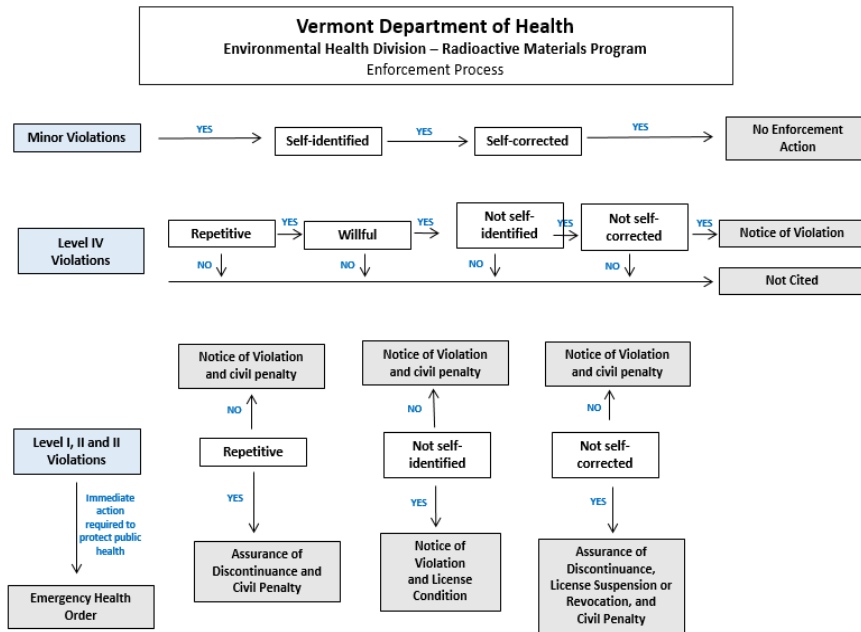 Vermont Department of Health
Environmental Health Division – Radioactive Materials Program
Enforcement Process
Minor Violations
YES
Self-identified
YES
Self-corrected
YES
No Enforcement
Action
Level IV
Violations
Repetitive
YES
Willful
YES
Not self-
identified
YES
Not self-
corrected
YES
Notice of Violation
NO
NO
NO
NO
Not Cited
Notice of Violation
and civil penalty
Notice of Violation
and civil penalty
Notice of Violation
and civil penalty
NO
NO
NO
Level I, II and II
Violations
Repetitive
Not self-
identified
Not self-
corrected
YES
YES
YES
Immediate
action
required to
protect public
health
Assurance of
Discontinuance and
Civil Penalty
Notice of
Violation
and License
Condition
Assurance of
Discontinuance,
License Suspension or
Revocation, and
Civil Penalty
Emergency Health
Order